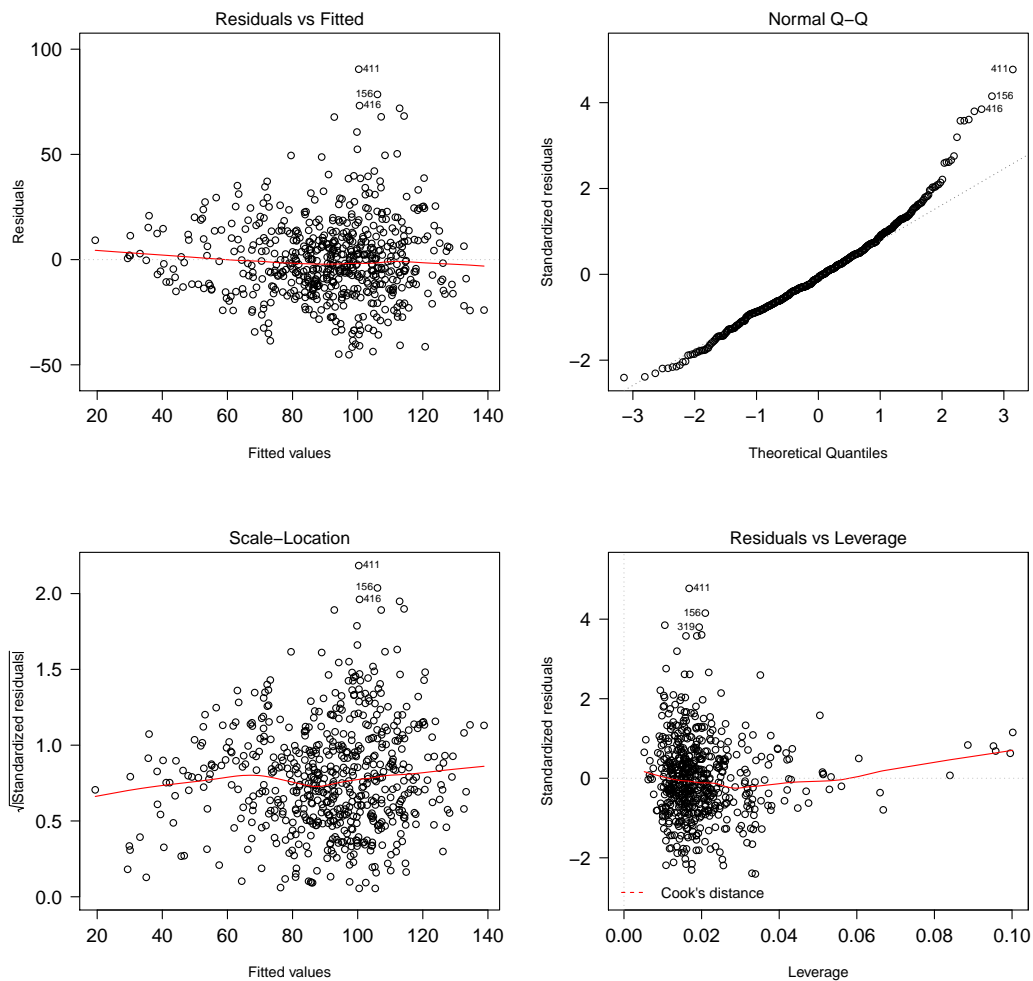 Residuals vs Fitted
100
50
0
−50
20 40 60 80 100 120 140
Residuals
Fitted values
411
156
416
Normal Q−Q
4
2
0
−2
−3 −2 −1 0 1 2 3
Standardized residuals
Theoretical Quantiles
411
156
416
Scale−Location
2.0
1.5
1.0
0.5
0.0
20 40 60 80 100 120 140
√|Standardized residuals|
Fitted values
411
156
416
Residuals vs Leverage
4
2
0
−2
0.00 0.02 0.04 0.06 0.08 0.10
Standardized residuals
Leverage
411
156
319
Cook's distance